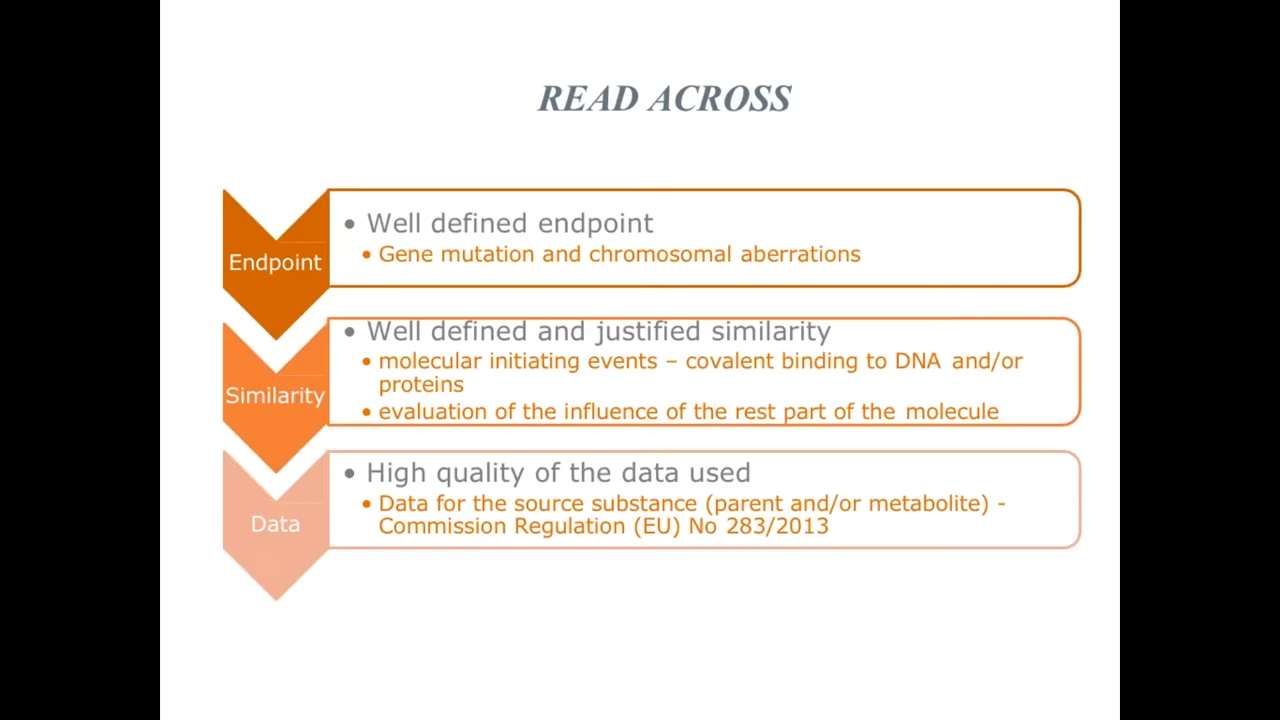 READ ACROSS
Endpoint
• Well defined endpoint
• Gene mutation and chromosomal aberrations
Similarity
• Well defined and justified similarity
• molecular initiating events – covalent binding to DNA and/or
proteins
• evaluation of the influence of the rest part of the molecule
Data
• High quality of the data used
• Data for the source substance (parent and/or metabolite) -
Commission Regulation (EU) No 283/2013